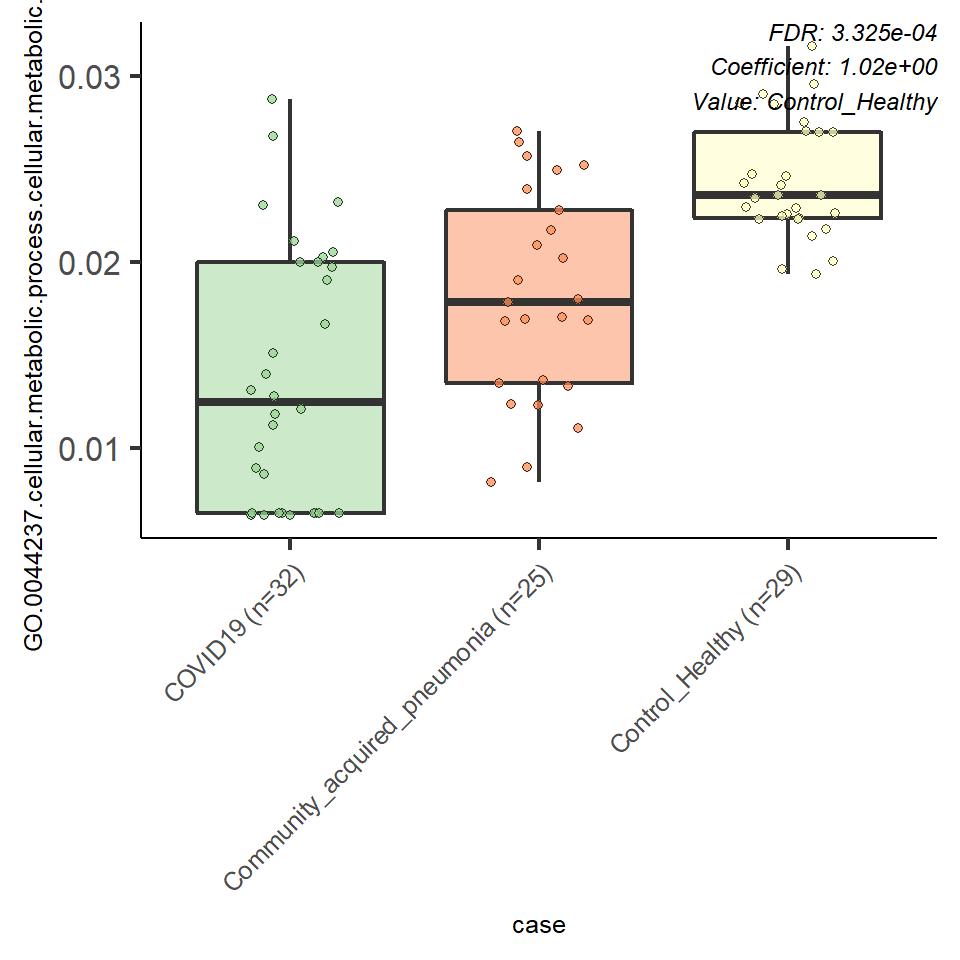 FDR: 3.325e-04
Coefficient: 1.02e+00
Value: Control_Healthy
GO.0044237.cellular.metabolic.process.cellular.metabolic.
0.03
0.02
0.01
COVID19 (n=32)
Community_acquired_pneumonia (n=25)
Control_Healthy (n=29)
case